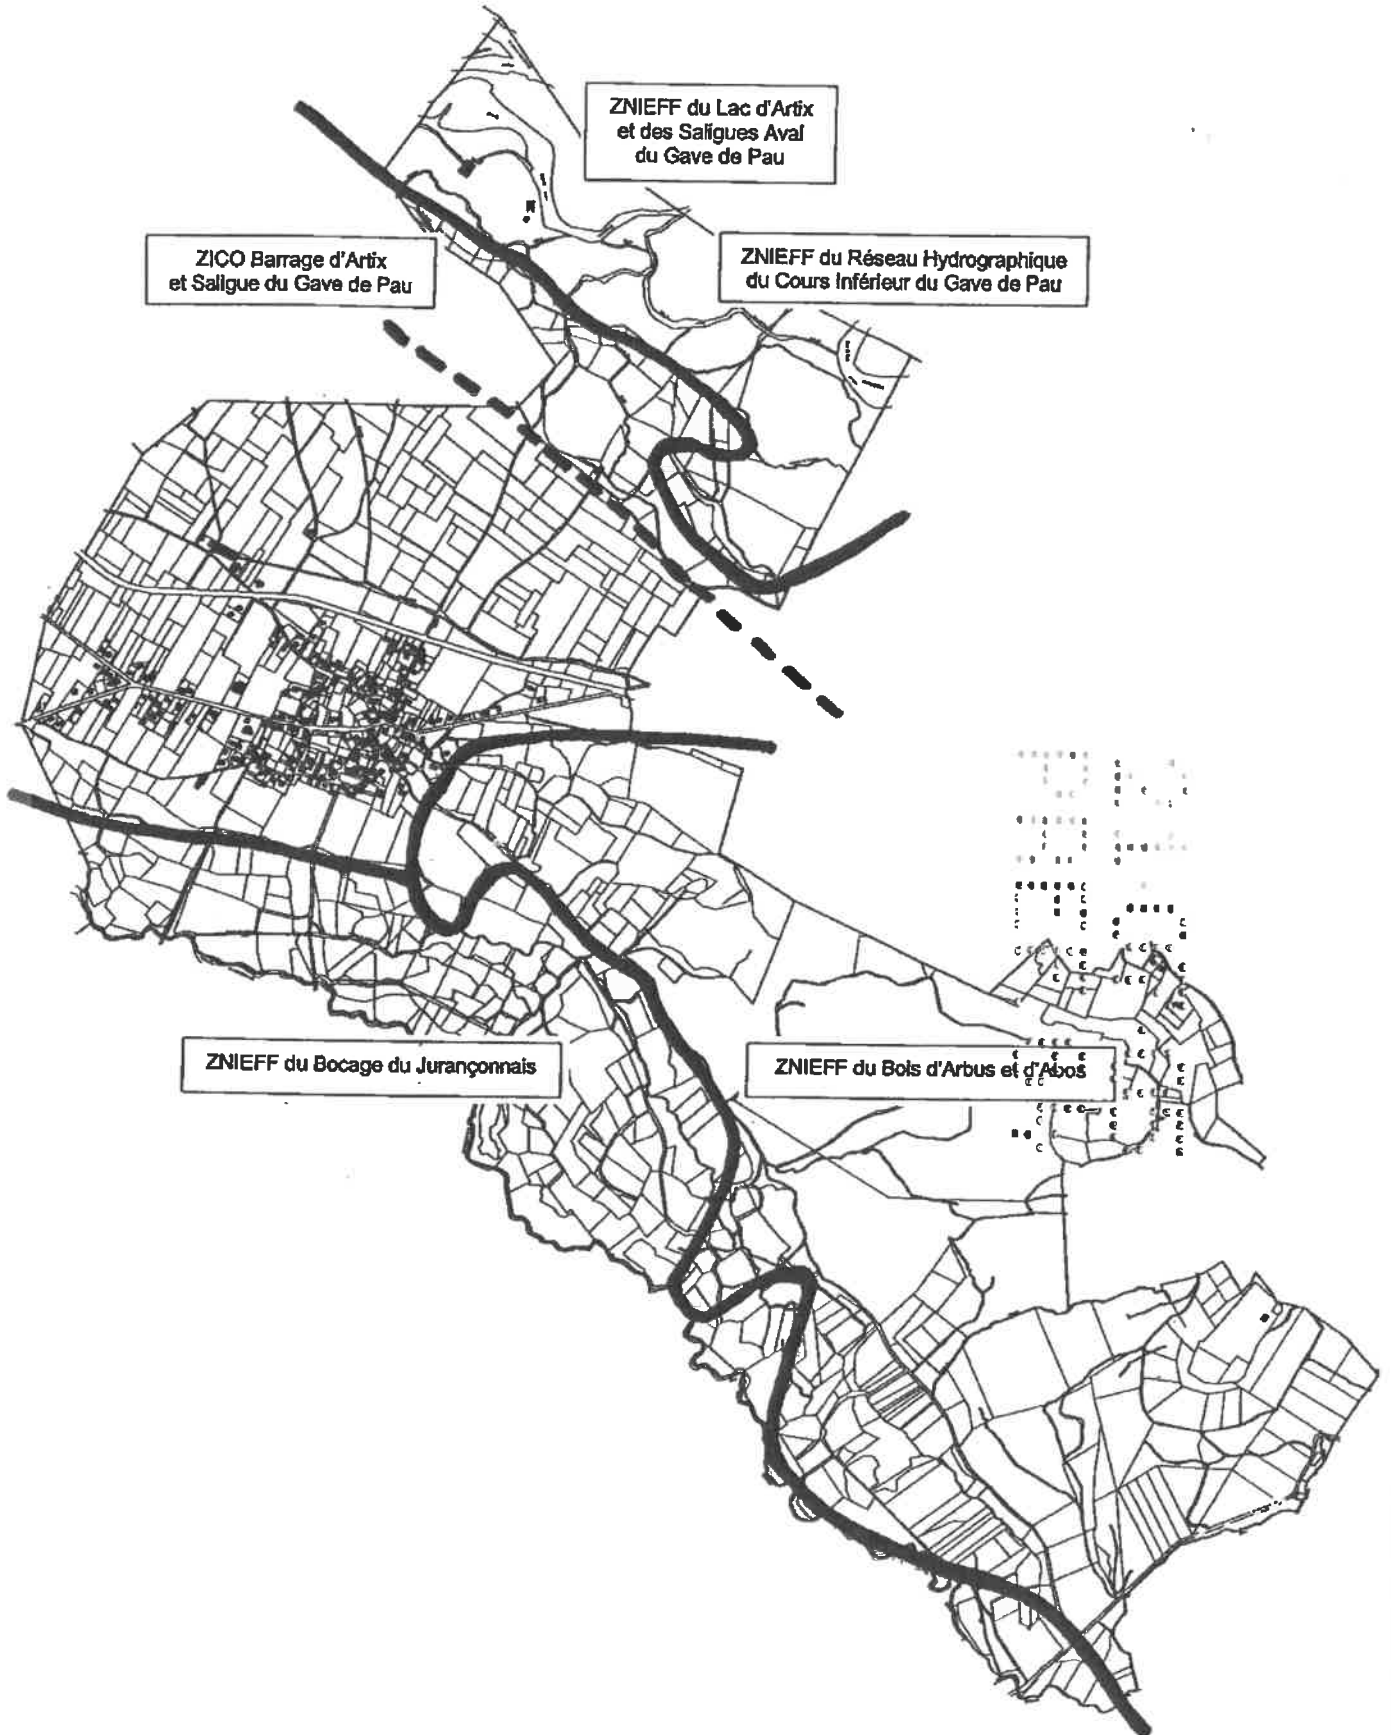 ZNIEFF du Lac d'Artix
et des Saligues Aval
du Gave de Pau
ZICO Barrage d'Artix
et Saligue du Gave de Pau
ZNIEFF du Réseau Hydrographique
du Cours Inférieur du Gave de Pau
ZNIEFF du Bocage du Jurançonnais
ZNIEFF du Bois d'Arbus et d'Abos